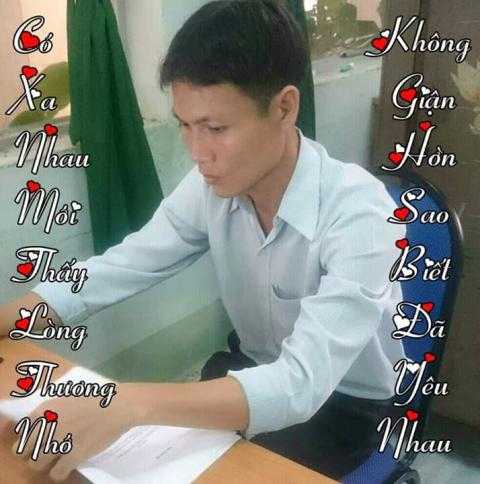 Có
Xa
Nhau
Mới
Thấy
Lòng
Thương
Nhớ
Không
Giận
Hờn
Sao
Biết
Đã
Yêu
Nhau